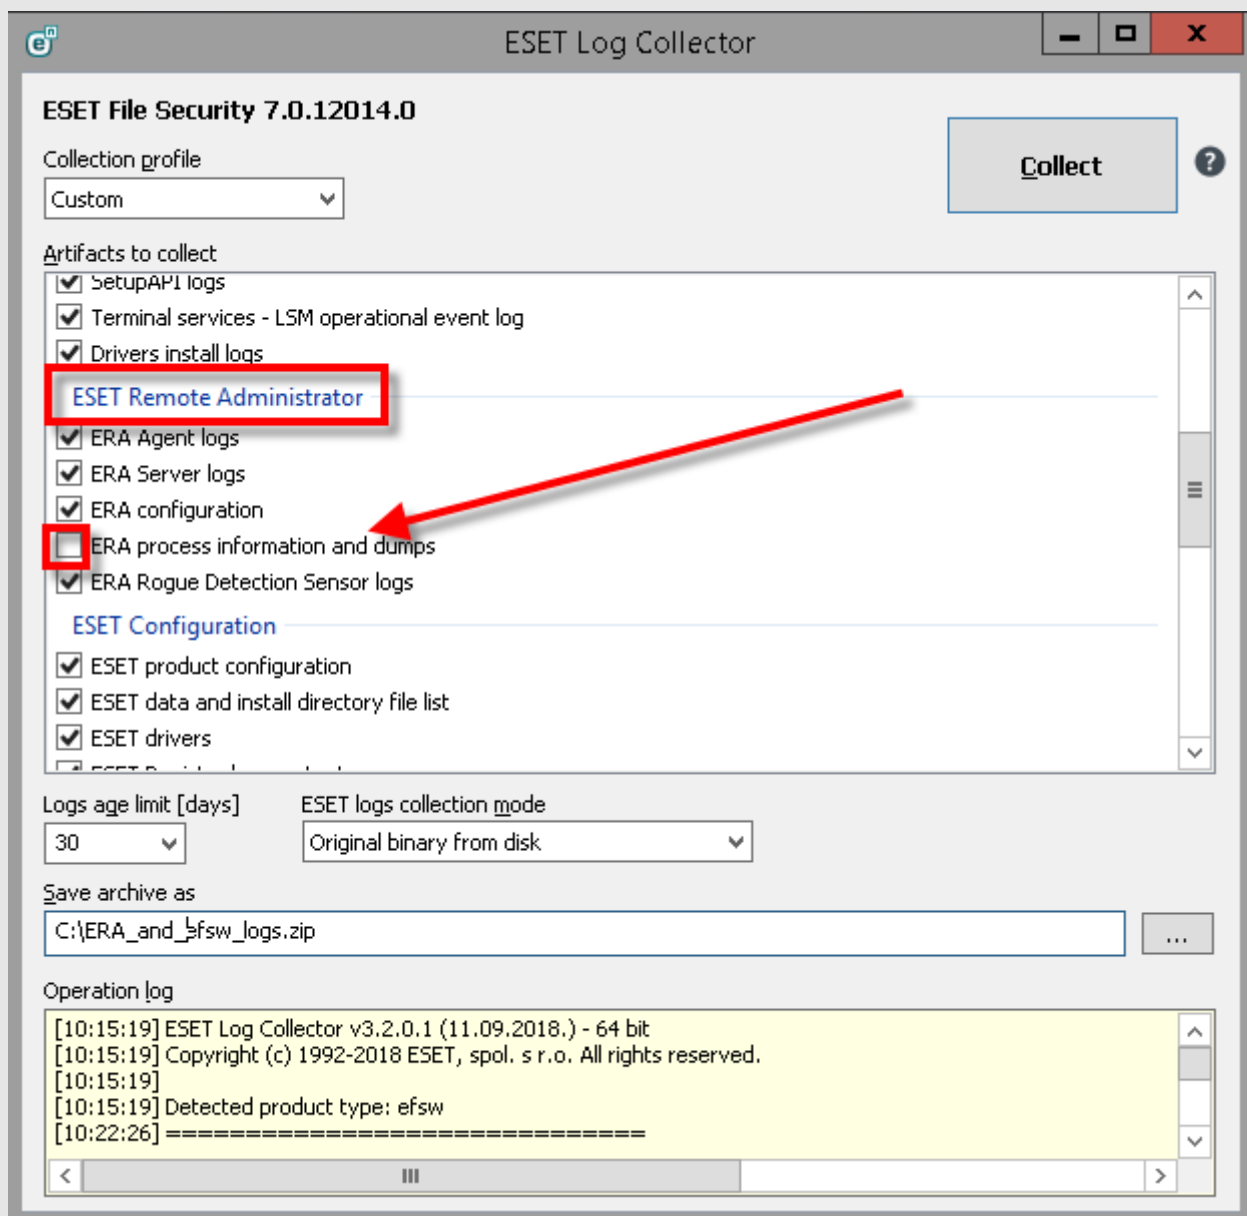 ESET Log Collector
ESET File Security 7.0.12014.0
Collection profile
Collect
Custom
Artifacts to collect
SetupAPI logs
Terminal services - LSM operational event log
Drivers install logs
ESET Remote Administrator
ERA Agent logs
ERA Server logs
ERA configuration
ERA process information and dumps
ERA Rogue Detection Sensor logs
ESET Configuration
ESET product configuration
ESET data and install directory file list
ESET drivers
Logs age limit [days] ESET logs collection mode
30 Original binary from disk
Save archive as
C:\ERA_and_efsw_logs.zip
...
Operation log
[10:15:19] ESET Log Collector v3.2.0.1 (11.09.2018.) - 64 bit
[10:15:19] Copyright (c) 1992-2018 ESET, spol. s r.o. All rights reserved.
[10:15:19]
[10:15:19] Detected product type: efsw
[10:22:26] ==============================